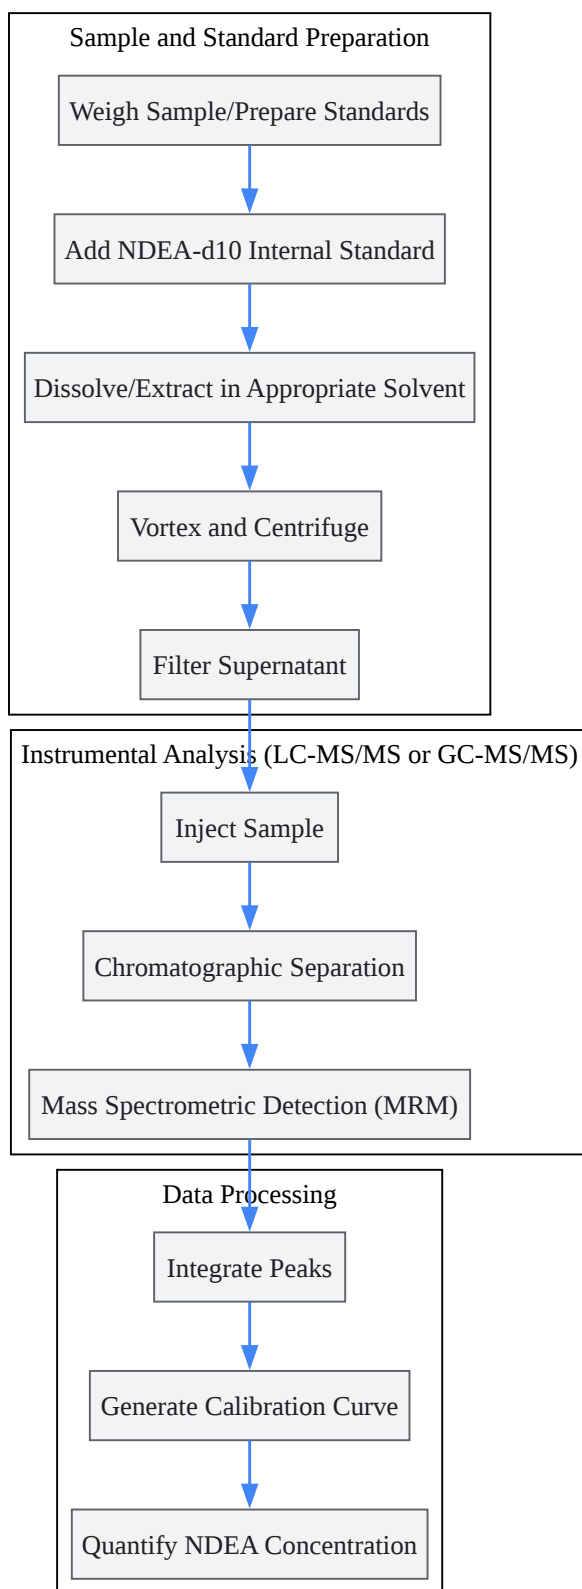 Sample and Standard Preparation
Weigh Sample/Prepare Standards
Add NDEA-d10 Internal Standard
Dissolve/Extract in Appropriate Solvent
Vortex and Centrifuge
Filter Supernatant
Instrumental Analysis (LC-MS/MS or GC-MS/MS)
Inject Sample
Chromatographic Separation
Mass Spectrometric Detection (MRM)
Data Processing
Integrate Peaks
Generate Calibration Curve
Quantify NDEA Concentration